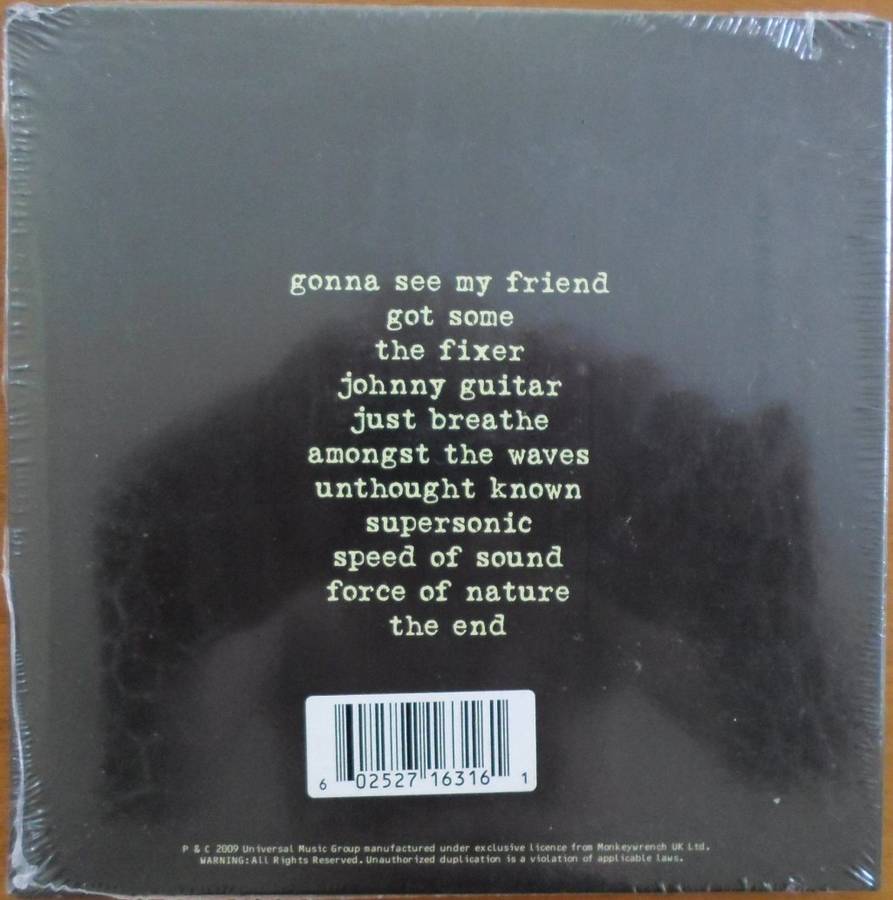 gonna see my friend
got some
the fixer
johnny guitar
just breathe
amongst the waves
unthought known
supersonic
speed of sound
force of nature
the end
6 02527 16316 1
P & C 2009 Universal Music Group manufactured under exclusive licence from Monkeywrench UK Ltd.
WARNING: All Rights Reserved. Unauthorized duplication is a violation of applicable laws.